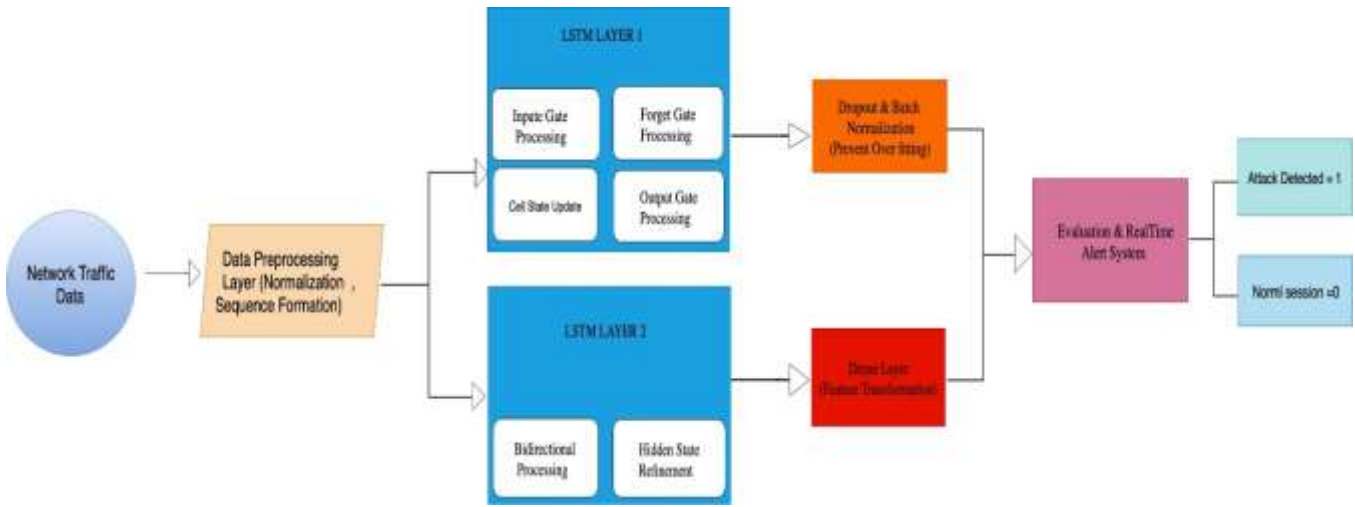 Network Traffic
Data
Data Preprocessing
Layer (Normalization ,
Sequence Formation)
LSTM LAYER 1
Inpute Gate
Processing
Forget Gate
Frocessing
Cell State Update
Output Gate
Processing
LSTM LAYER 2
Bidirectional
Processing
Hidden State
Refinement
Dropout & Batch
Normalization
(Prevent Over fitting)
Dense Layer
(Feature Transformation)
Evaluation & RealTime
Alert System
Attack Detected = 1
Norml session =0